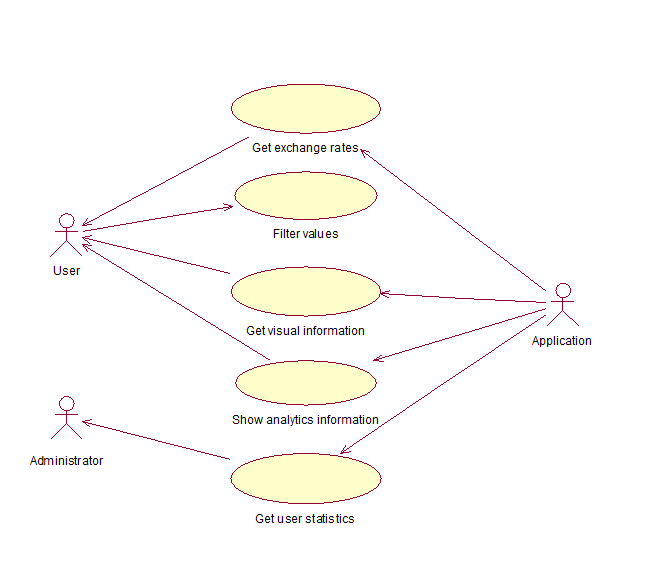 Get exchange rates
Filter values
User
Get visual information
Application
Show analytics information
Administrator
Get user statistics